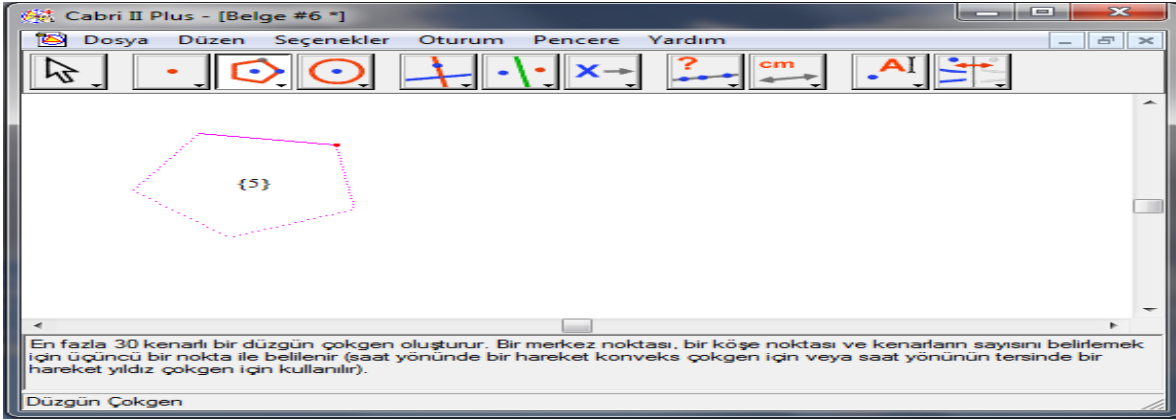 Cabri II Plus - [Belge #6 *]
Dosya Düzen Seçenekler Oturum Pencere Yardım
? cm A
{5}
En fazla 30 kenarlı bir düzgün çokgen oluşturur. Bir merkez noktası, bir köşe noktası ve kenarların sayısını belirlemek
için üçüncü bir nokta ile belilenir (saat yönünde bir hareket konveks çokgen için veya saat yönünün tersinde bir
hareket yıldız çokgen için kullanılır).
Düzgün Çokgen